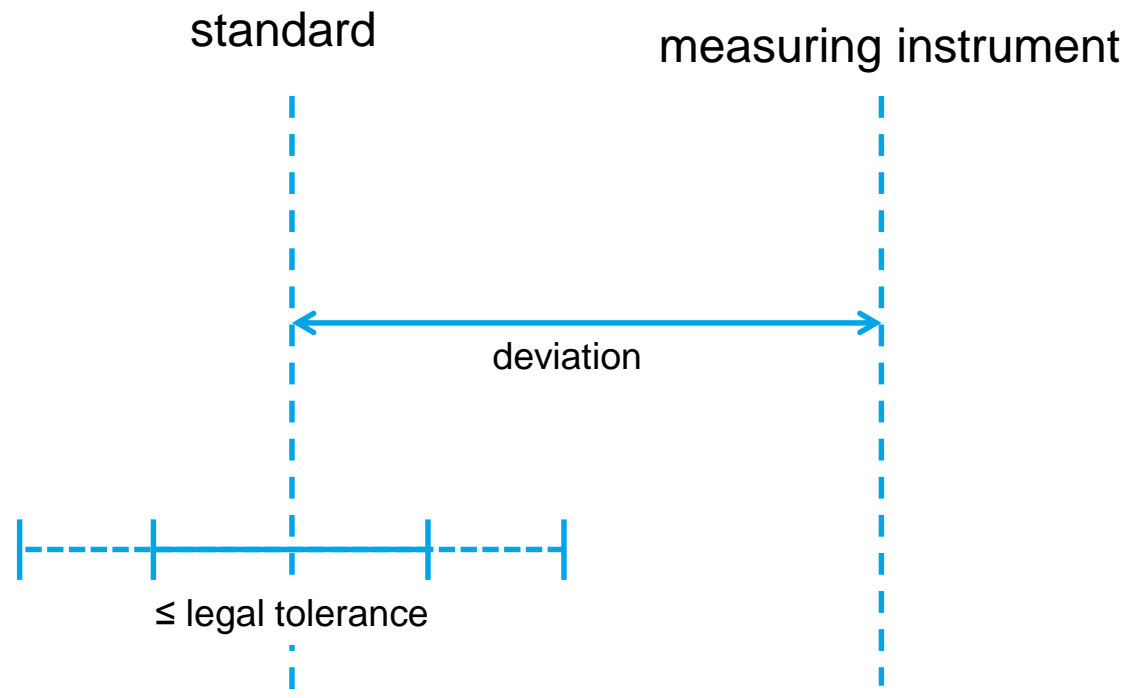 standard
measuring instrument
deviation
≤ legal tolerance